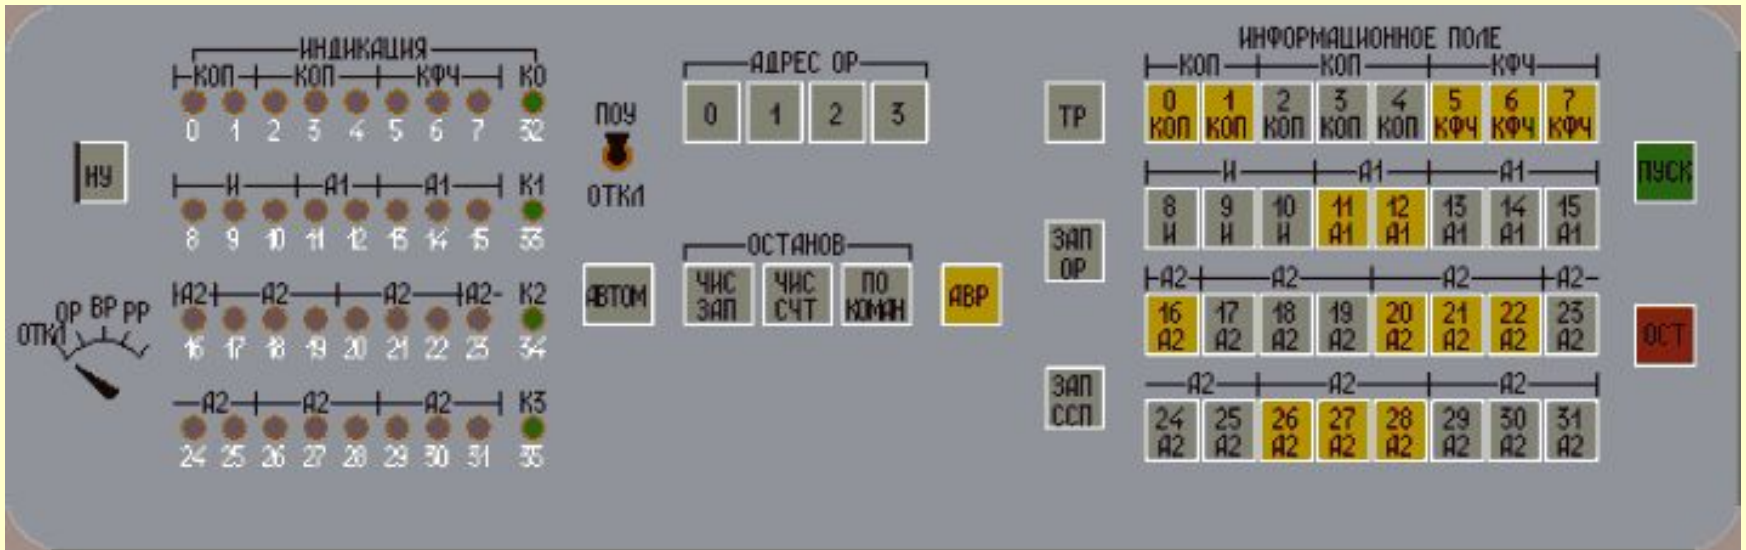 ИНДИКАЦИЯ
КОП КОП КФЧ К0
0 1 2 3 4 5 6 7 32
И А1 А1 К1
8 9 10 11 12 13 14 15 33
А2 А2 А2 А2 К2
16 17 18 19 20 21 22 23 34
А2 А2 А2 К3
24 25 26 27 28 29 30 31 35
НУ
ОТКЛ ОР ВР РР
ПОУ
ОТКЛ
АДРЕС ОР
0 1 2 3
АВТОМ
ОСТАНОВ
ЧИС ЗАП
ЧИС СЧТ
ПО КОМАН
АВР
ТР
ЗАП ОР
ЗАП ССП
ИНФОРМАЦИОННОЕ ПОЛЕ
КОП КОП КФЧ
0 1 2 3 4 5 6 7
КОП КОП КОП КОП КОП КФЧ КФЧ КФЧ
И А1 А1
8 9 10 11 12 13 14 15
И И И А1 А1 А1 А1 А1
А2 А2 А2 А2
16 17 18 19 20 21 22 23
А2 А2 А2 А2 А2 А2 А2 А2
А2 А2 А2
24 25 26 27 28 29 30 31
А2 А2 А2 А2 А2 А2 А2 А2
ПУСК
ОСТ